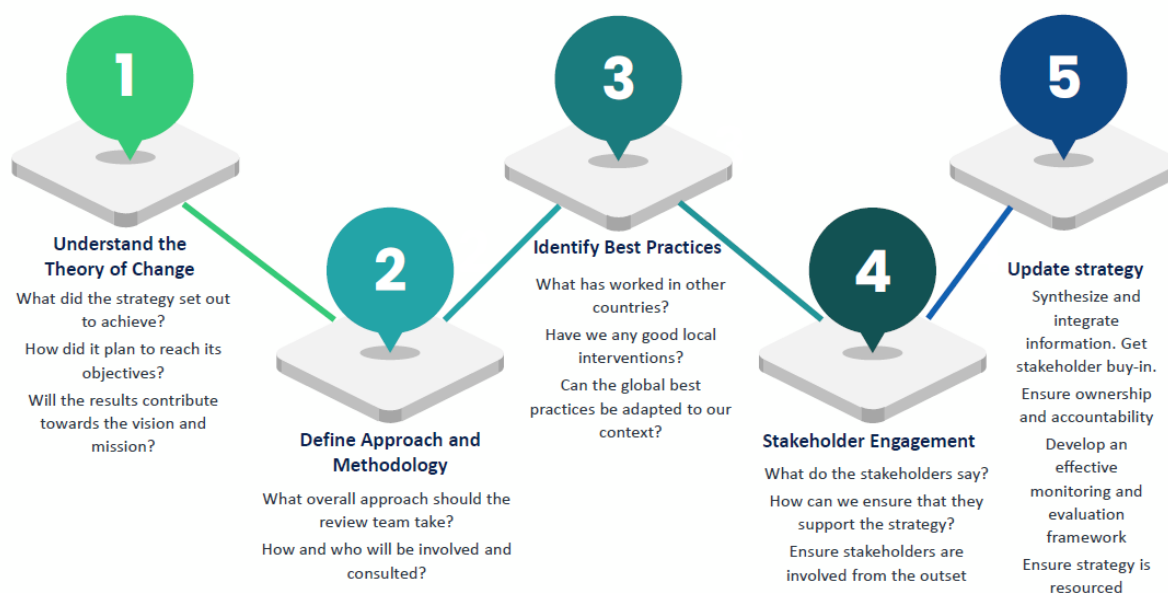 1
Understand the
Theory of Change
What did the strategy set out
to achieve?
How did it plan to reach its
objectives?
Will the results contribute
towards the vision and
mission?
2
Define Approach and
Methodology
What overall approach should the
review team take?
How and who will be involved and
consulted?
3
Identify Best Practices
What has worked in other
countries?
Have we any good local
interventions?
Can the global best
practices be adapted to our
context?
4
Stakeholder Engagement
What do the stakeholders say?
How can we ensure that they
support the strategy?
Ensure stakeholders are
involved from the outset
5
Update strategy
Synthesize and
integrate
information. Get
stakeholder buy-in.
Ensure ownership
and accountability
Develop an
effective
monitoring and
evaluation
framework
Ensure strategy is
resourced